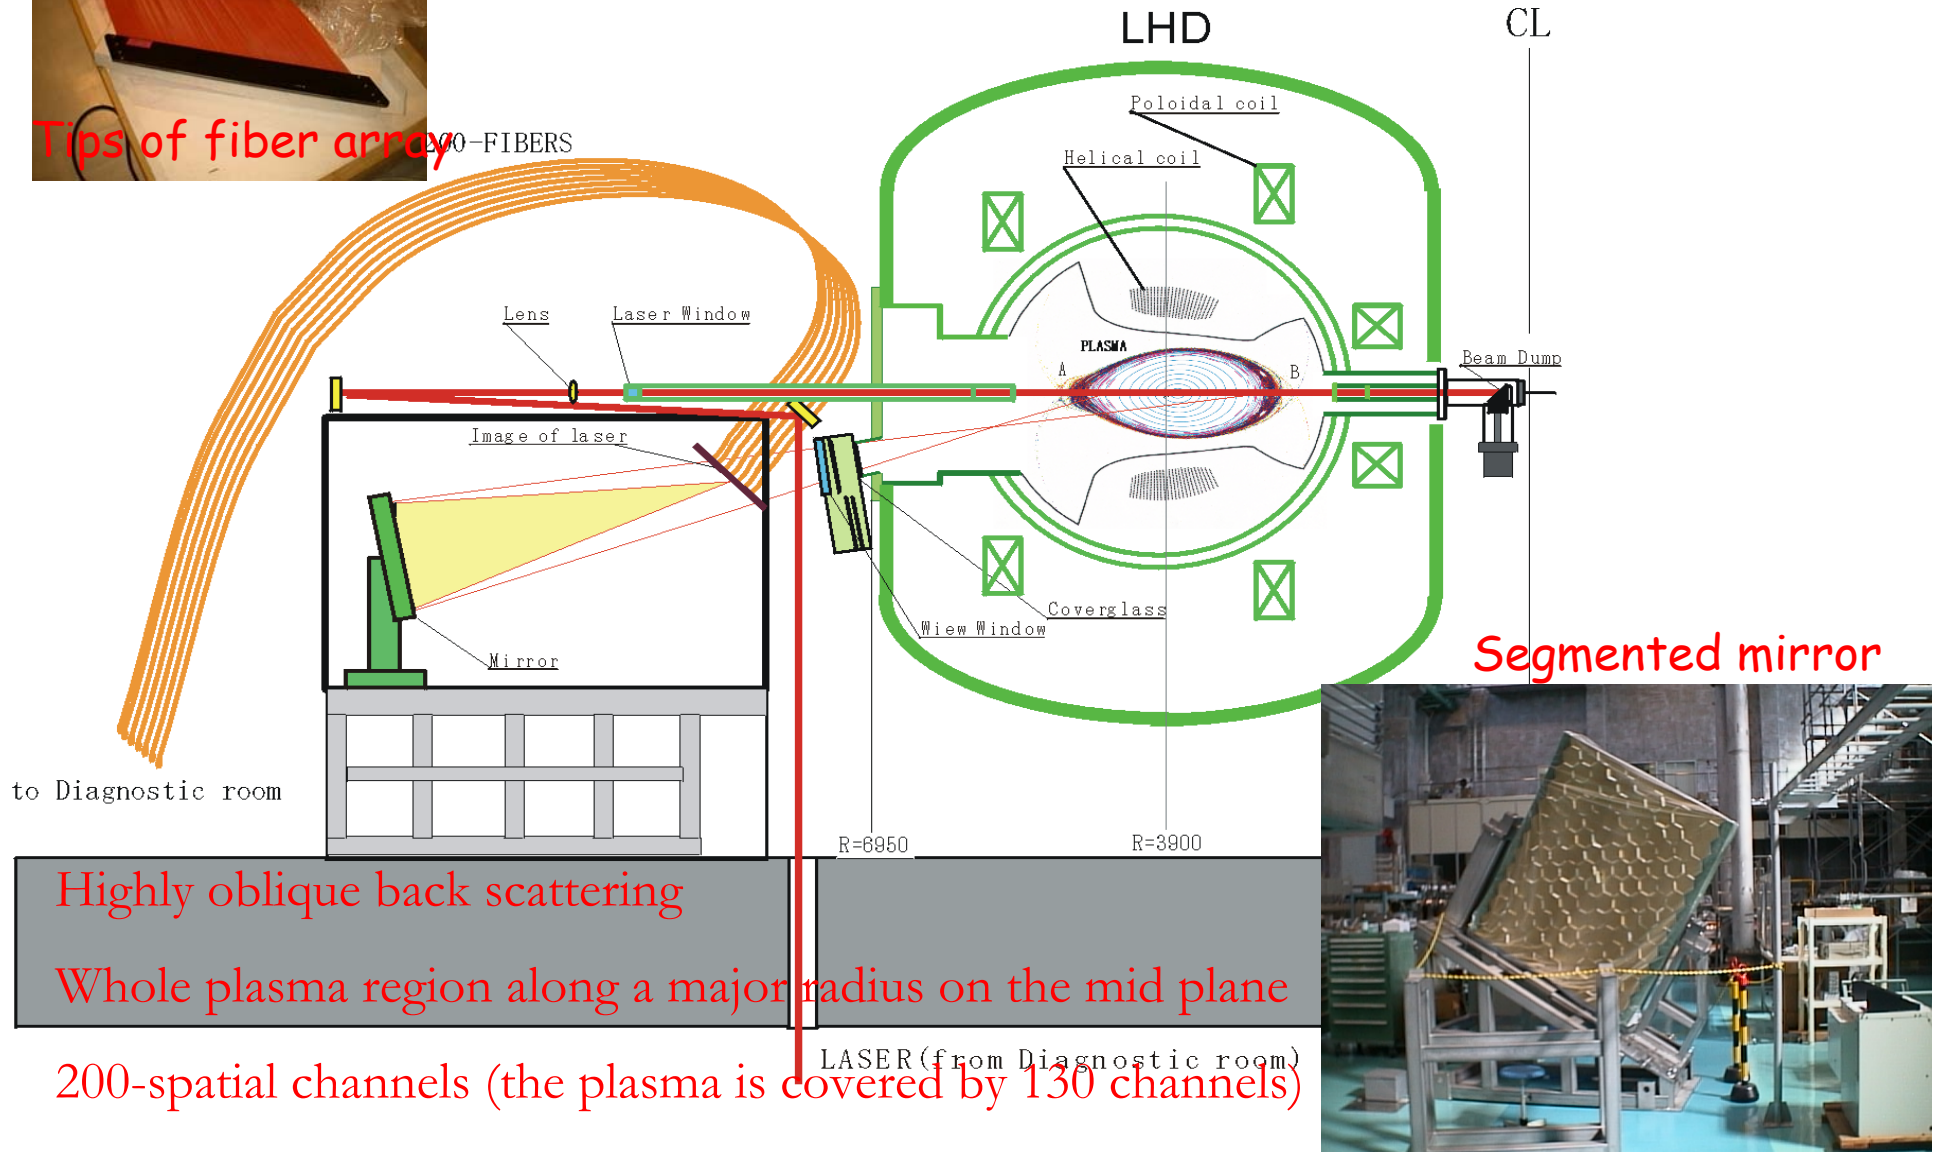 LHD
CL
Poloidal coil
Tips of fiber array
200-FIBERS
Helical coil
Lens
Laser Window
PLASMA
Beam Dump
A
B
Image of laser
Coverglass
Wiew Window
Mirror
Segmented mirror
to Diagnostic room
R=6950
R=3900
Highly oblique back scattering
Whole plasma region along a major radius on the mid plane
LASER(from Diagnostic room)
200-spatial channels (the plasma is covered by 130 channels)